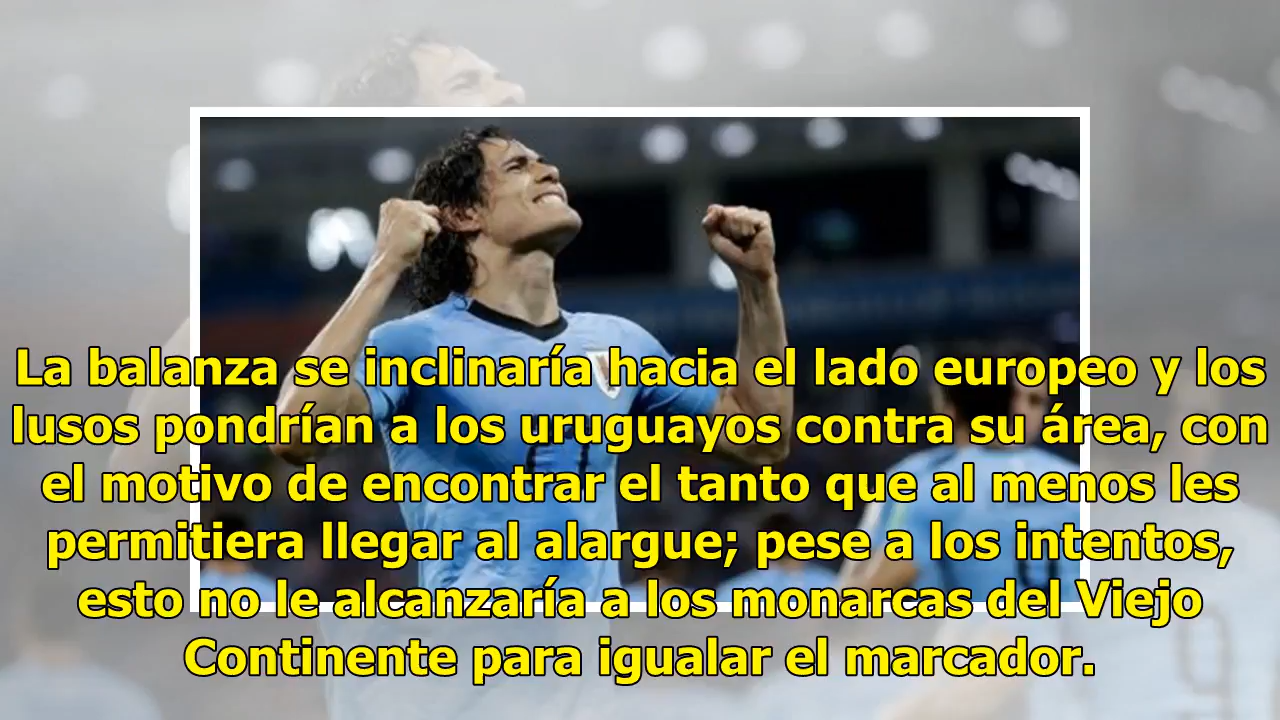 La balanza se inclinaría hacia el lado europeo y los
lusos pondrían a los uruguayos contra su área, con
el motivo de encontrar el tanto que al menos les
permitiera llegar al alargue; pese a los intentos,
esto no le alcanzaría a los monarcas del Viejo
Continente para igualar el marcador.